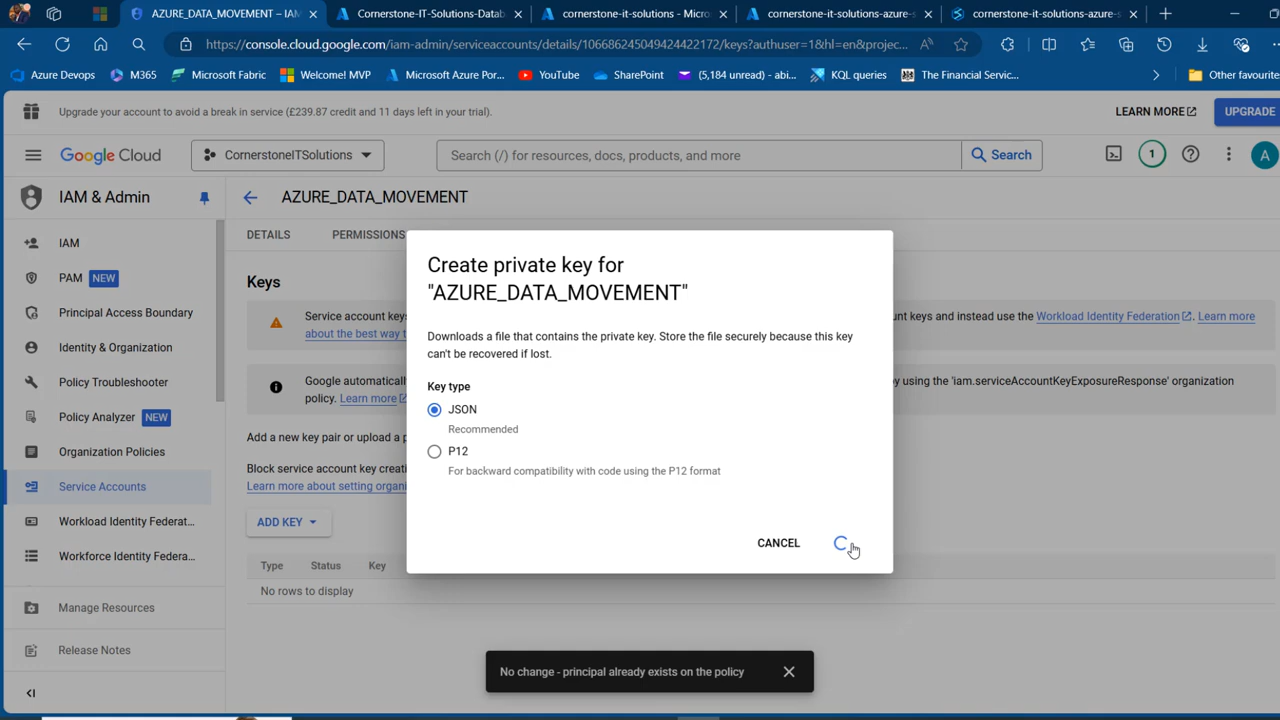 AZURE_DATA_MOVEMENT – IAM
Cornerstone-IT-Solutions-Datab
cornerstone-it-solutions - Micros
cornerstone-it-solutions-azure-s
cornerstone-it-solutions-azure-s
https://console.cloud.google.com/iam-admin/serviceaccounts/details/106686245049424422172/keys?authuser=1&hl=en&projec...
Azure Devops
M365
Microsoft Fabric
Welcome! MVP
Microsoft Azure Por...
YouTube
SharePoint
(5,184 unread) - abi...
KQL queries
The Financial Servic...
Other favourite
Upgrade your account to avoid a break in service (£239.87 credit and 11 days left in your trial).
LEARN MORE
UPGRADE
Google Cloud
CornerstoneITSolutions
Search (/) for resources, docs, products, and more
Search
1
A
IAM & Admin
AZURE_DATA_MOVEMENT
IAM
PAM NEW
Principal Access Boundary
Identity & Organization
Policy Troubleshooter
Policy Analyzer NEW
Organization Policies
Service Accounts
Workload Identity Federat...
Workforce Identity Federa...
Manage Resources
Release Notes
DETAILS
PERMISSIONS
Keys
Service account keys
about the best way t
nt keys and instead use the Workload Identity Federation. Learn more
Google automatically
policy. Learn more
y using the 'iam.serviceAccountKeyExposureResponse' organization
Add a new key pair or upload a p
Block service account key creati
Learn more about setting organi
ADD KEY
Type
Status
Key
No rows to display
Create private key for
"AZURE_DATA_MOVEMENT"
Downloads a file that contains the private key. Store the file securely because this key
can't be recovered if lost.
Key type
JSON
Recommended
P12
For backward compatibility with code using the P12 format
CANCEL
No change - principal already exists on the policy